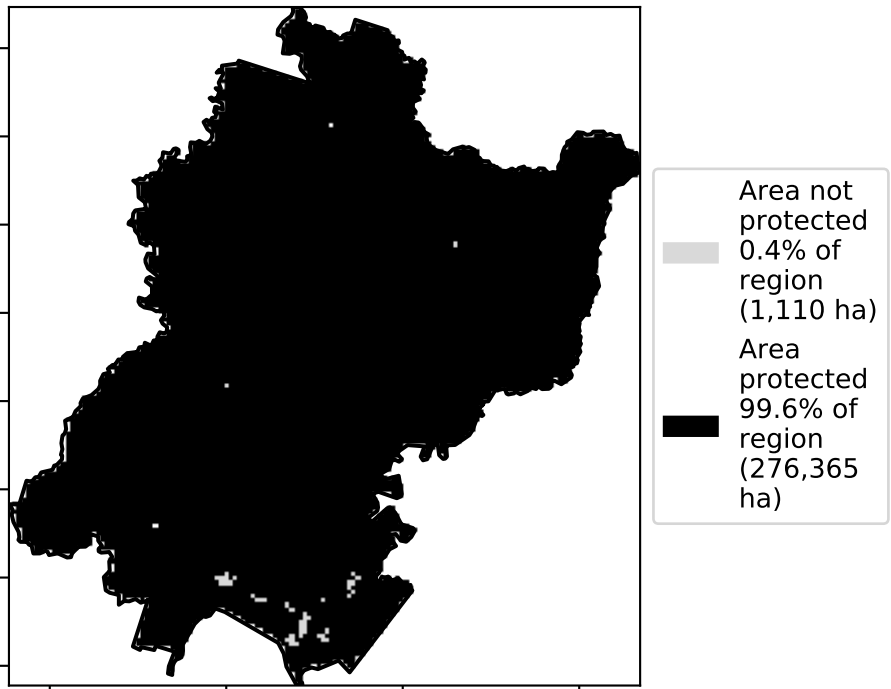 Area not
protected
0.4% of
region
(1,110 ha)
Area
protected
99.6% of
region
(276,365
ha)